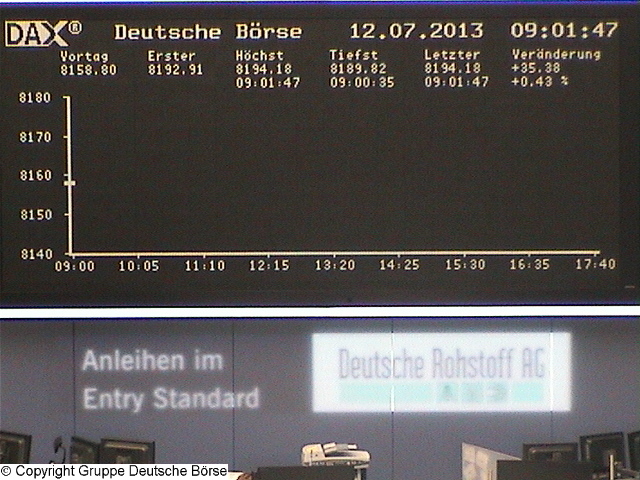 DAX® Deutsche Börse 12.07.2013 09:01:47
Vortag Erster Höchst Tiefst Letzter Veränderung
8158.80 8192.91 8194.18 8189.82 8194.18 +35.38
09:01:47 09:00:35 09:01:47 +0.43 %
8180
8170
8160
8150
8140
09:00 10:05 11:10 12:15 13:20 14:25 15:30 16:35 17:40
Anleihen im
Entry Standard
Deutsche Rohstoff AG
© Copyright Gruppe Deutsche Börse